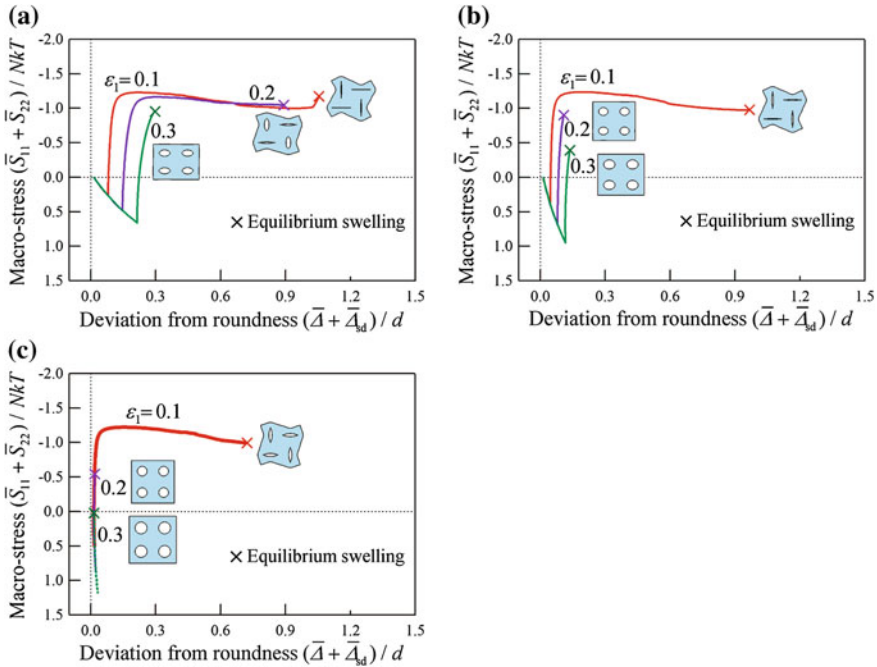 (a)
Macro-stress (S̄₁₁ + S̄₂₂) / NkT
-2.0
-1.5
-1.0
-0.5
0.0
0.5
1.0
1.5
ε₁= 0.1
0.2
0.3
× Equilibrium swelling
0.0 0.3 0.6 0.9 1.2 1.5
Deviation from roundness (Δ̄ + Δ̄sd) / d
(b)
Macro-stress (S̄₁₁ + S̄₂₂) / NkT
-2.0
-1.5
-1.0
-0.5
0.0
0.5
1.0
1.5
ε₁= 0.1
0.2
0.3
× Equilibrium swelling
0.0 0.3 0.6 0.9 1.2 1.5
Deviation from roundness (Δ̄ + Δ̄sd) / d
(c)
Macro-stress (S̄₁₁ + S̄₂₂) / NkT
-2.0
-1.5
-1.0
-0.5
0.0
0.5
1.0
1.5
ε₁= 0.1
0.2
0.3
× Equilibrium swelling
0.0 0.3 0.6 0.9 1.2 1.5
Deviation from roundness (Δ̄ + Δ̄sd) / d